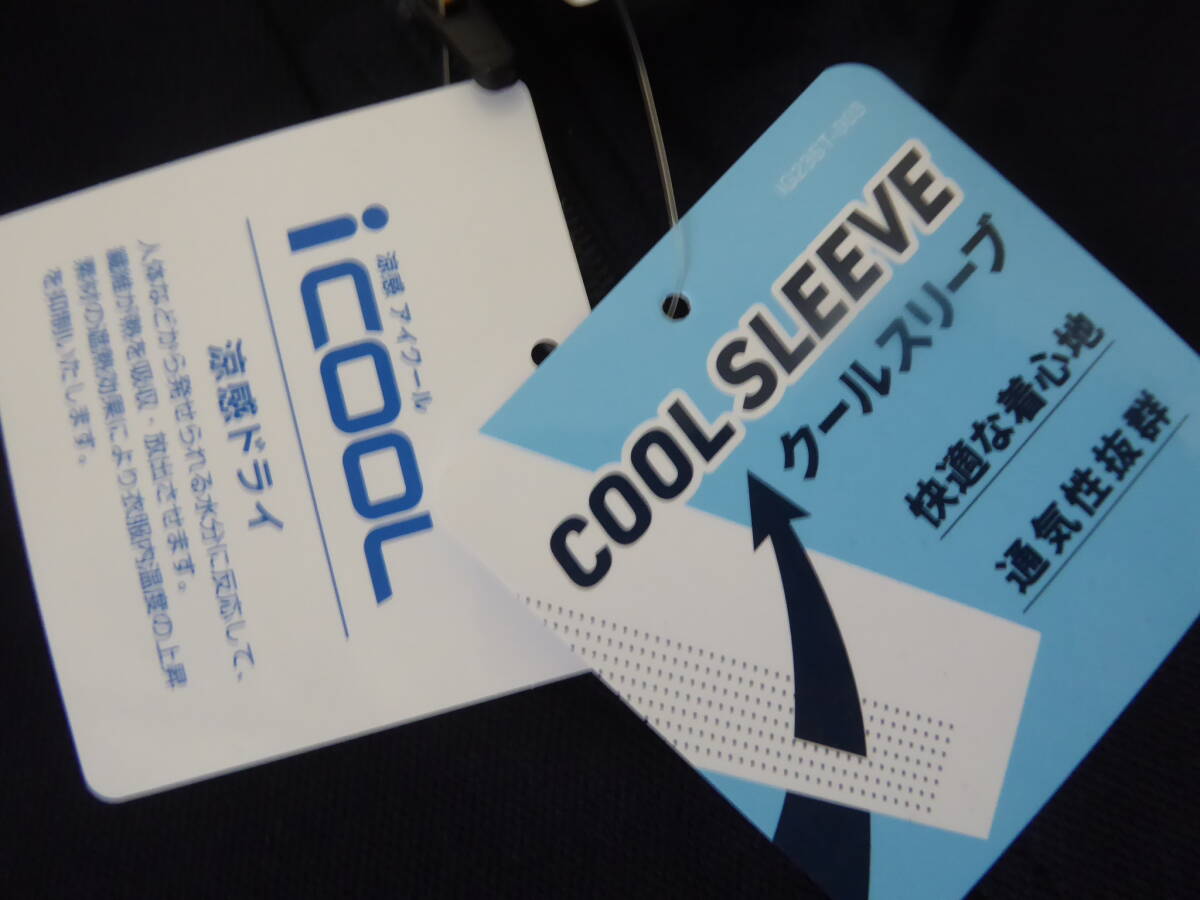 涼感 アイクール
iCOOL
涼感ドライ
人体などから発せられる水分に反応して、
繊維が熱を吸収・放出させます。
素材の遮熱効果により衣服内温度の上昇
を抑制いたします。
COOL SLEEVE
クールスリーブ
快適な着心地
通気性抜群